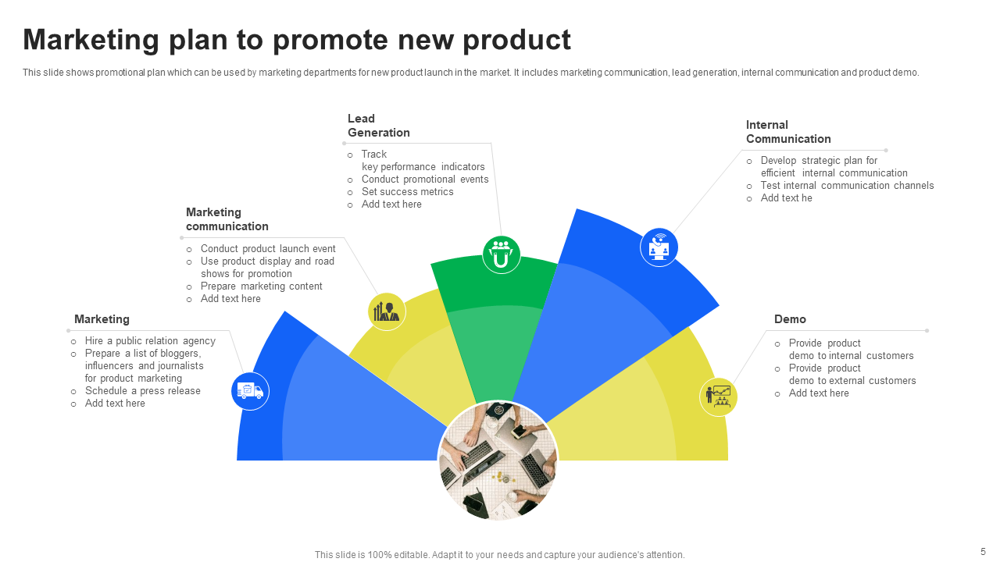 Marketing plan to promote new product
This slide shows promotional plan which can be used by marketing departments for new product launch in the market. It includes marketing communication, lead generation, internal communication and product demo.
Marketing
o Hire a public relation agency
o Prepare a list of bloggers,
influencers and journalists
for product marketing
o Schedule a press release
o Add text here
Marketing
communication
o Conduct product launch event
o Use product display and road
shows for promotion
o Prepare marketing content
o Add text here
Lead
Generation
o Track
key performance indicators
o Conduct promotional events
o Set success metrics
o Add text here
Internal
Communication
o Develop strategic plan for
efficient internal communication
o Test internal communication channels
o Add text he
Demo
o Provide product
demo to internal customers
o Provide product
demo to external customers
o Add text here
This slide is 100% editable. Adapt it to your needs and capture your audience's attention.
5